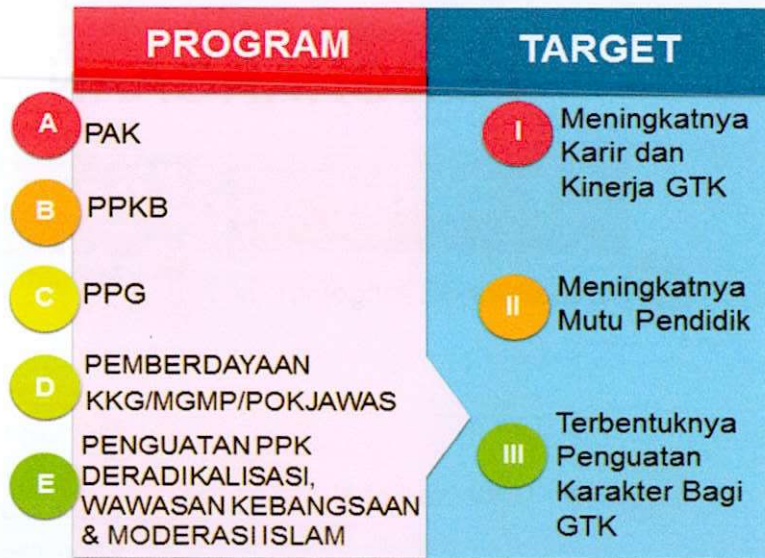 PROGRAM
A
PAK
B
PPKB
C
PPG
D
PEMBERDAYAAN
KKG/MGMP/POKJAWAS
E
PENGUATAN PPK
DERADIKALISASI,
WAWASAN KEBANGSAAN
& MODERASI ISLAM
TARGET
I
Meningkatnya
Karir dan
Kinerja GTK
II
Meningkatnya
Mutu Pendidik
III
Terbentuknya
Penguatan
Karakter Bagi
GTK